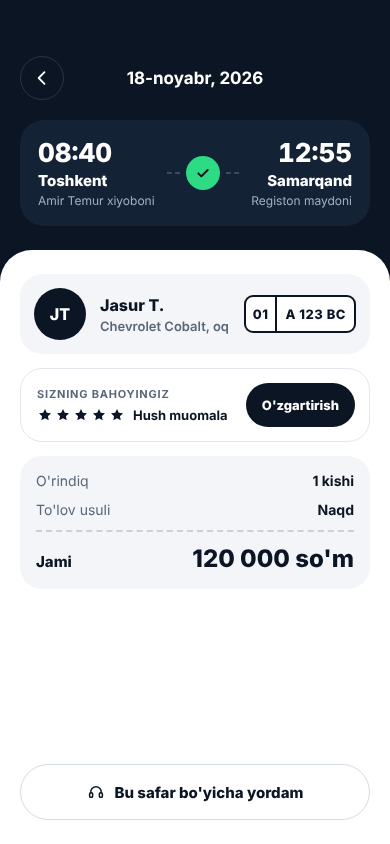 18-noyabr, 2026
08:40
12:55
Toshkent
Samarqand
Amir Temur xiyoboni
Registon maydoni
JT
Jasur T.
Chevrolet Cobalt, oq
01
A 123 BC
SIZNING BAHOYINGIZ
Hush muomala
O'zgartirish
O'rindiq
1 kishi
To'lov usuli
Naqd
Jami
120 000 so'm
Bu safar bo'yicha yordam